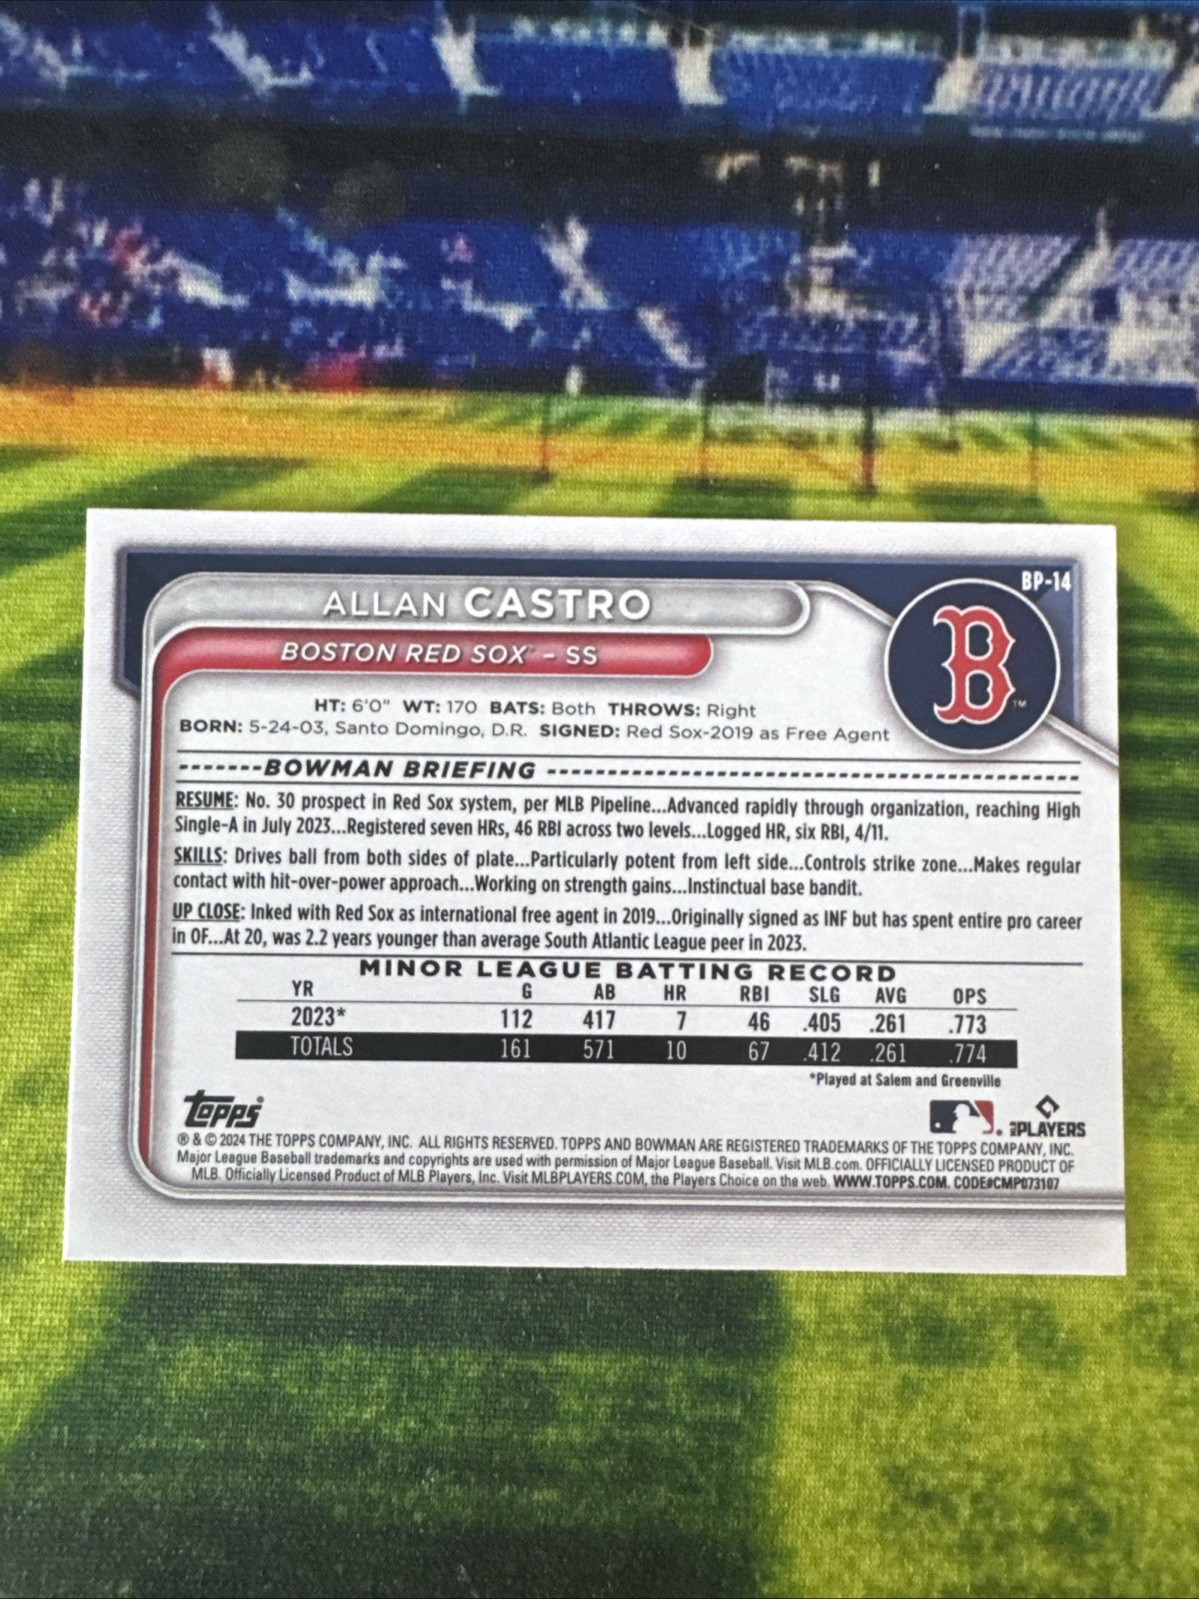 BP-14
ALLAN CASTRO
BOSTON RED SOX™ - SS
B™
HT: 6'0" WT: 170 BATS: Both THROWS: Right
BORN: 5-24-03, Santo Domingo, D.R. SIGNED: Red Sox-2019 as Free Agent
-------BOWMAN BRIEFING -----------------------------------
RESUME: No. 30 prospect in Red Sox system, per MLB Pipeline...Advanced rapidly through organization, reaching High
Single-A in July 2023...Registered seven HRs, 46 RBI across two levels...Logged HR, six RBI, 4/11.
SKILLS: Drives ball from both sides of plate...Particularly potent from left side...Controls strike zone...Makes regular
contact with hit-over-power approach...Working on strength gains...Instinctual base bandit.
UP CLOSE: Inked with Red Sox as international free agent in 2019...Originally signed as INF but has spent entire pro career
in OF...At 20, was 2.2 years younger than average South Atlantic League peer in 2023.
MINOR LEAGUE BATTING RECORD
YR G AB HR RBI SLG AVG OPS
2023* 112 417 7 46 .405 .261 .773
TOTALS 161 571 10 67 .412 .261 .774
*Played at Salem and Greenville
topps
PLAYERS
® & © 2024 THE TOPPS COMPANY, INC. ALL RIGHTS RESERVED. TOPPS AND BOWMAN ARE REGISTERED TRADEMARKS OF THE TOPPS COMPANY, INC.
Major League Baseball trademarks and copyrights are used with permission of Major League Baseball. Visit MLB.com. OFFICIALLY LICENSED PRODUCT OF
MLB. Officially Licensed Product of MLB Players, Inc. Visit MLBPLAYERS.COM, the Players Choice on the web. WWW.TOPPS.COM. CODE#CMP073107